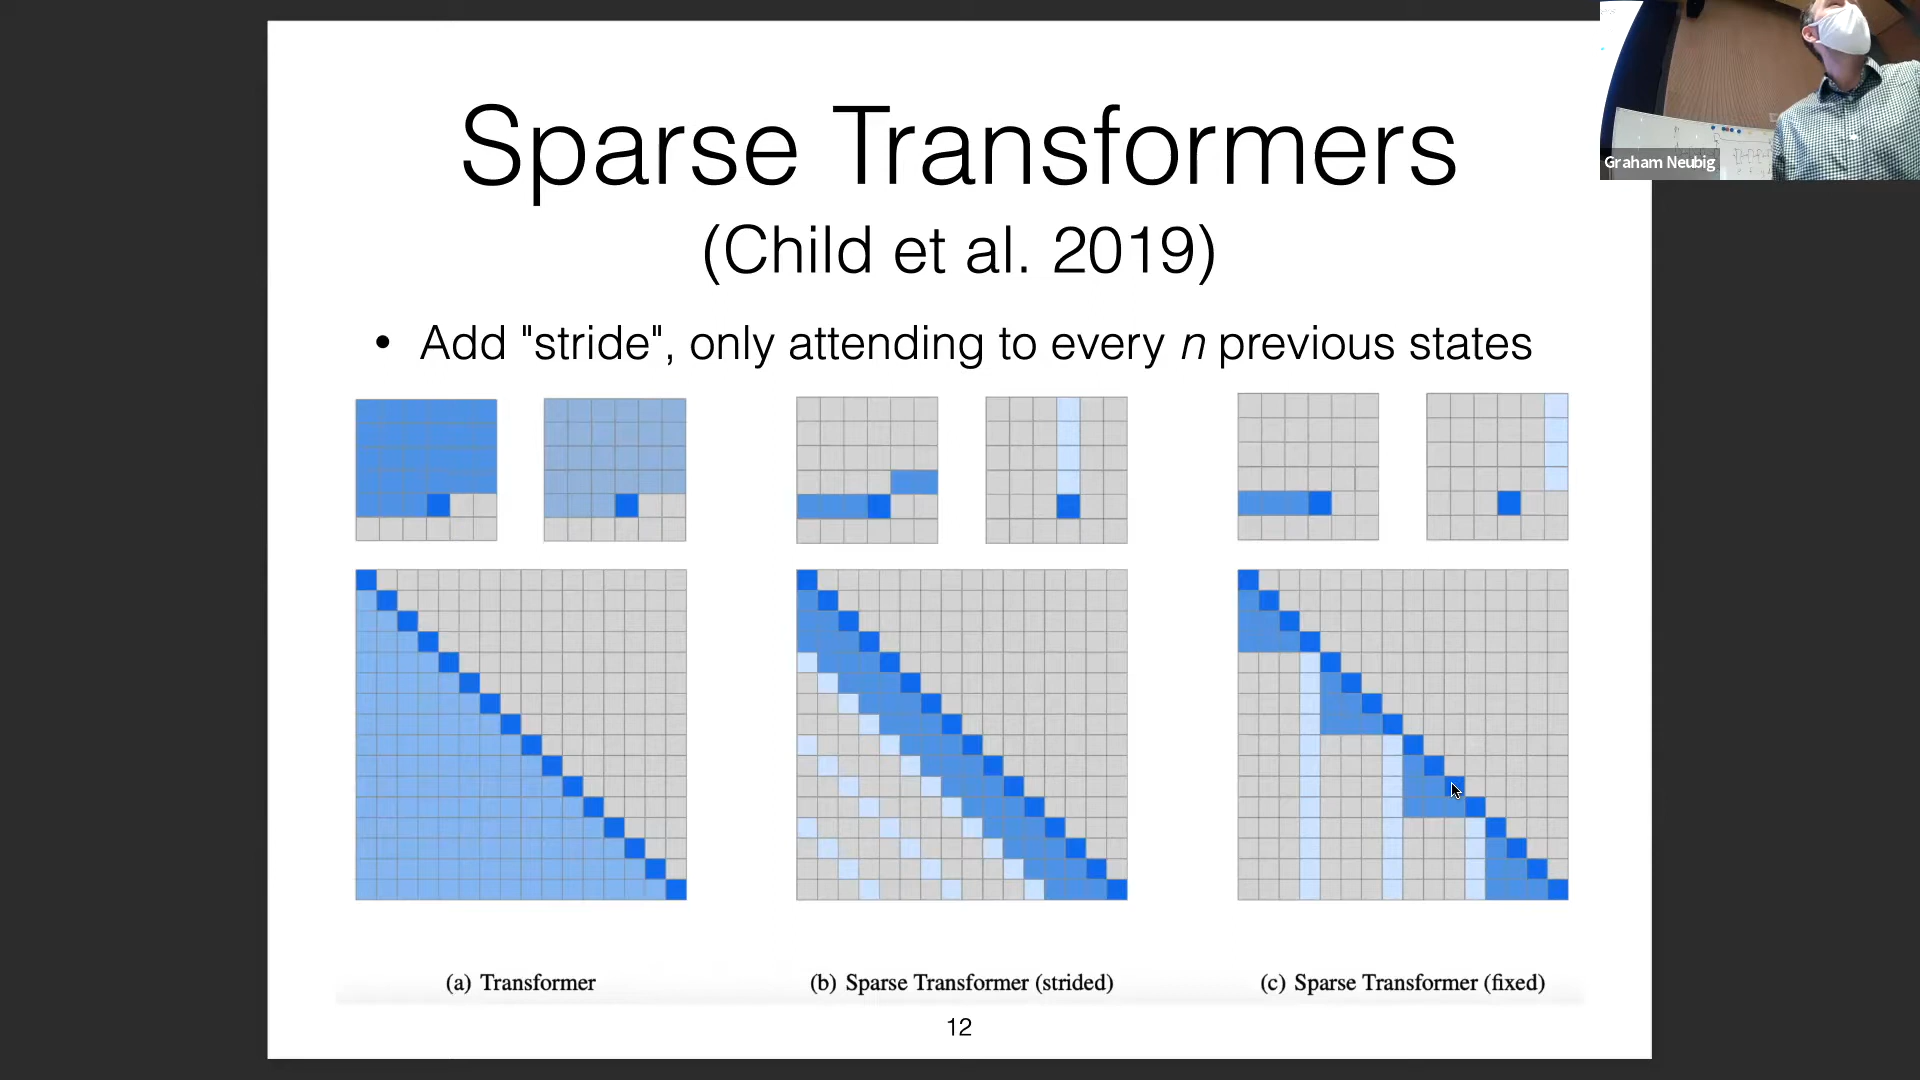 Sparse Transformers
(Child et al. 2019)
• Add "stride", only attending to every n previous states
(a) Transformer
(b) Sparse Transformer (strided)
(c) Sparse Transformer (fixed)
12
Graham Neubig